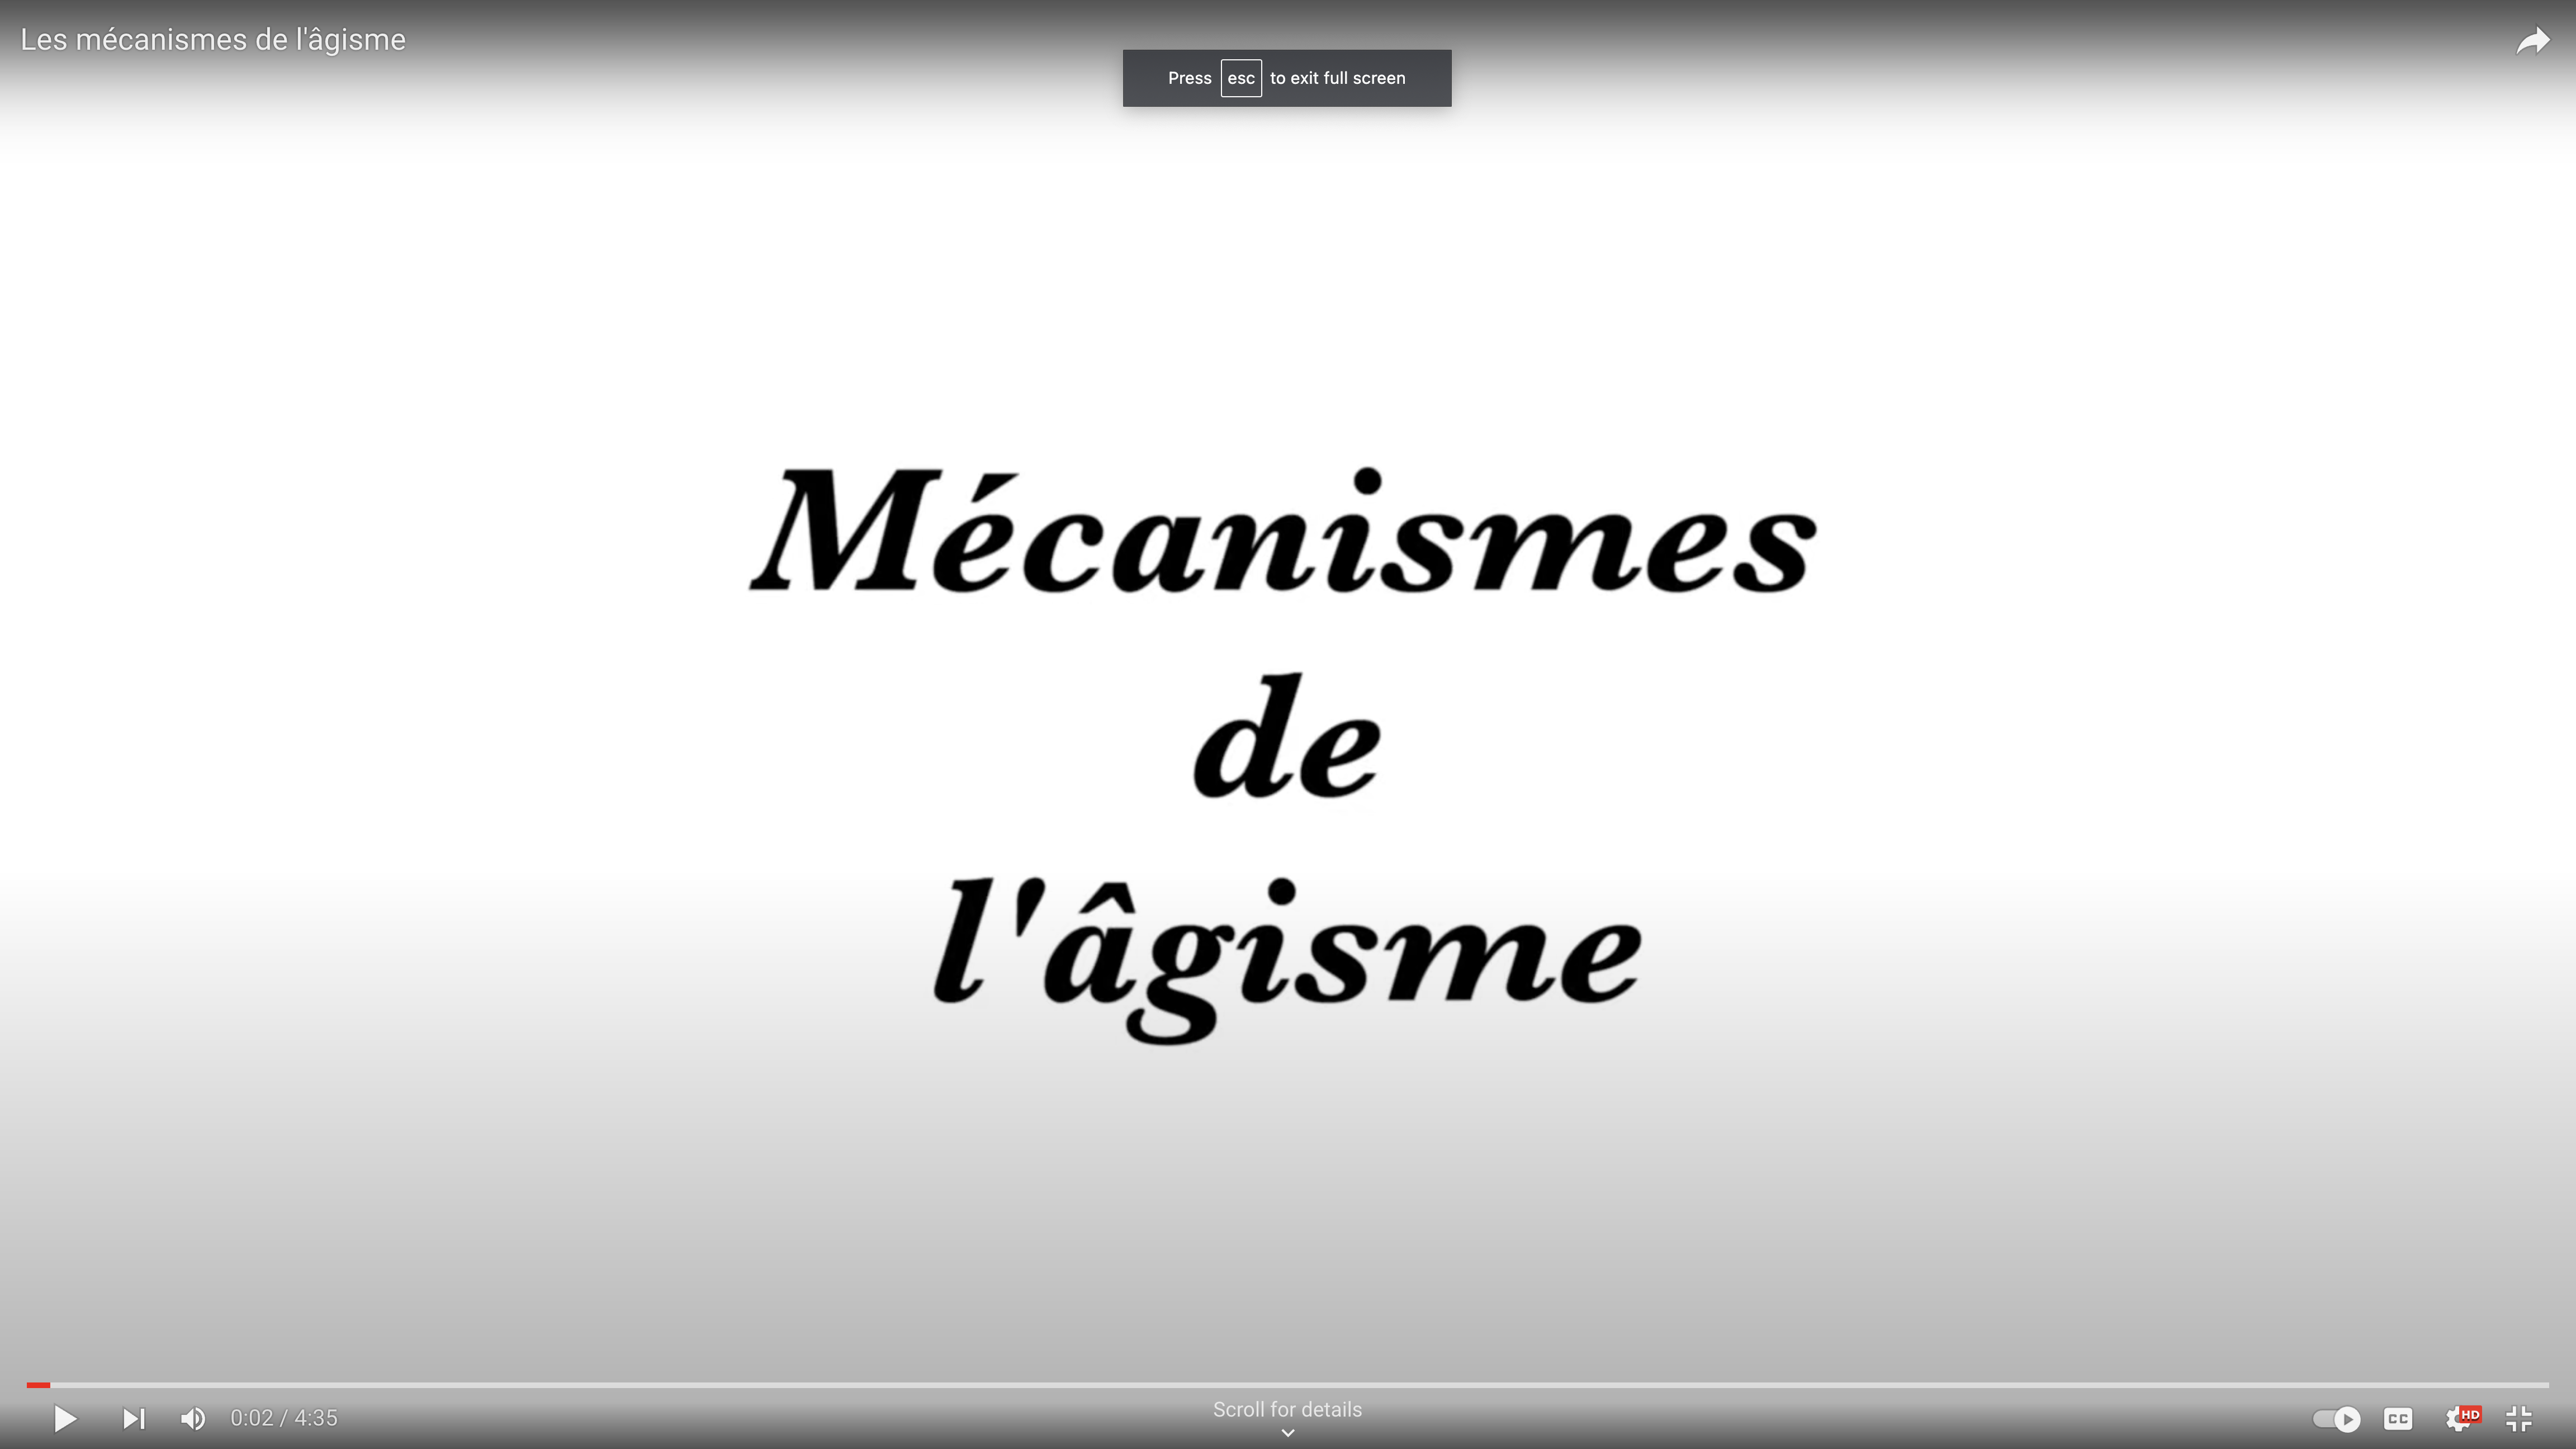 Les mécanismes de l'âgisme
Press esc to exit full screen
Mécanismes
de
l'âgisme
0:02 / 4:35
Scroll for details
CC
HD